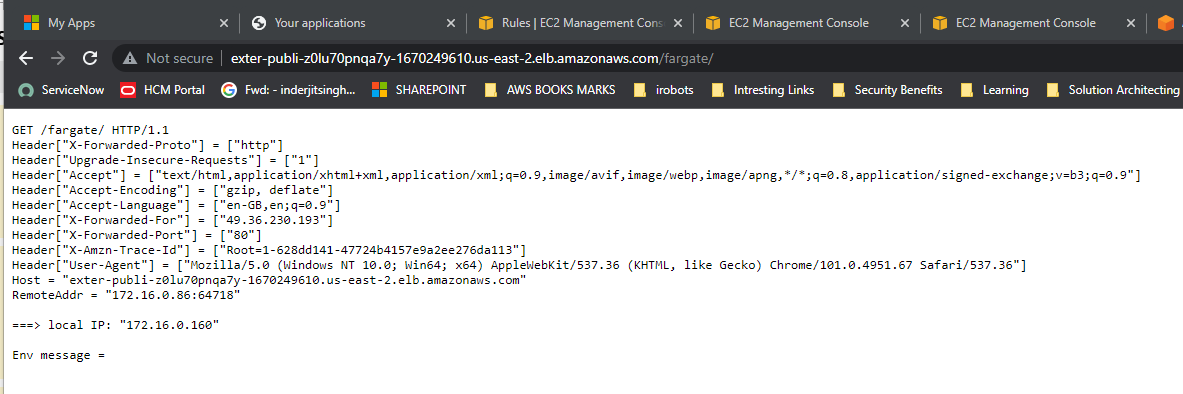 My Apps
Your applications
Rules | EC2 Management Cons
EC2 Management Console
EC2 Management Console
Not secure | exter-publi-z0lu70pnqa7y-1670249610.us-east-2.elb.amazonaws.com/fargate/
ServiceNow
HCM Portal
Fwd: - inderjitsingh...
SHAREPOINT
AWS BOOKS MARKS
irobots
Intresting Links
Security Benefits
Learning
Solution Architecting
GET /fargate/ HTTP/1.1
Header["X-Forwarded-Proto"] = ["http"]
Header["Upgrade-Insecure-Requests"] = ["1"]
Header["Accept"] = ["text/html,application/xhtml+xml,application/xml;q=0.9,image/avif,image/webp,image/apng,*/*;q=0.8,application/signed-exchange;v=b3;q=0.9"]
Header["Accept-Encoding"] = ["gzip, deflate"]
Header["Accept-Language"] = ["en-GB,en;q=0.9"]
Header["X-Forwarded-For"] = ["49.36.230.193"]
Header["X-Forwarded-Port"] = ["80"]
Header["X-Amzn-Trace-Id"] = ["Root=1-628dd141-47724b4157e9a2ee276da113"]
Header["User-Agent"] = ["Mozilla/5.0 (Windows NT 10.0; Win64; x64) AppleWebKit/537.36 (KHTML, like Gecko) Chrome/101.0.4951.67 Safari/537.36"]
Host = "exter-publi-z0lu70pnqa7y-1670249610.us-east-2.elb.amazonaws.com"
RemoteAddr = "172.16.0.86:64718"
===> local IP: "172.16.0.160"
Env message =